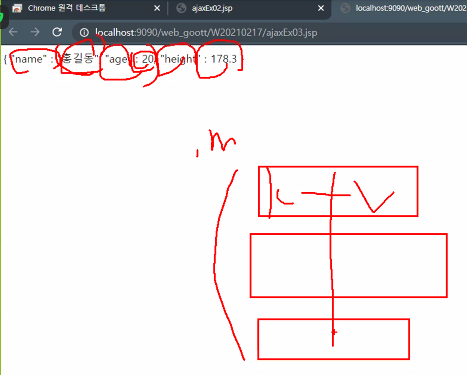 Chrome 원격 데스크톱
ajaxEx02.jsp
localhost:9090/web_goott/W20210217
localhost:9090/web_goott/W20210217/ajaxEx03.jsp
{ "name" : "홍길동", "age" : 20, "height" : 178.3 }